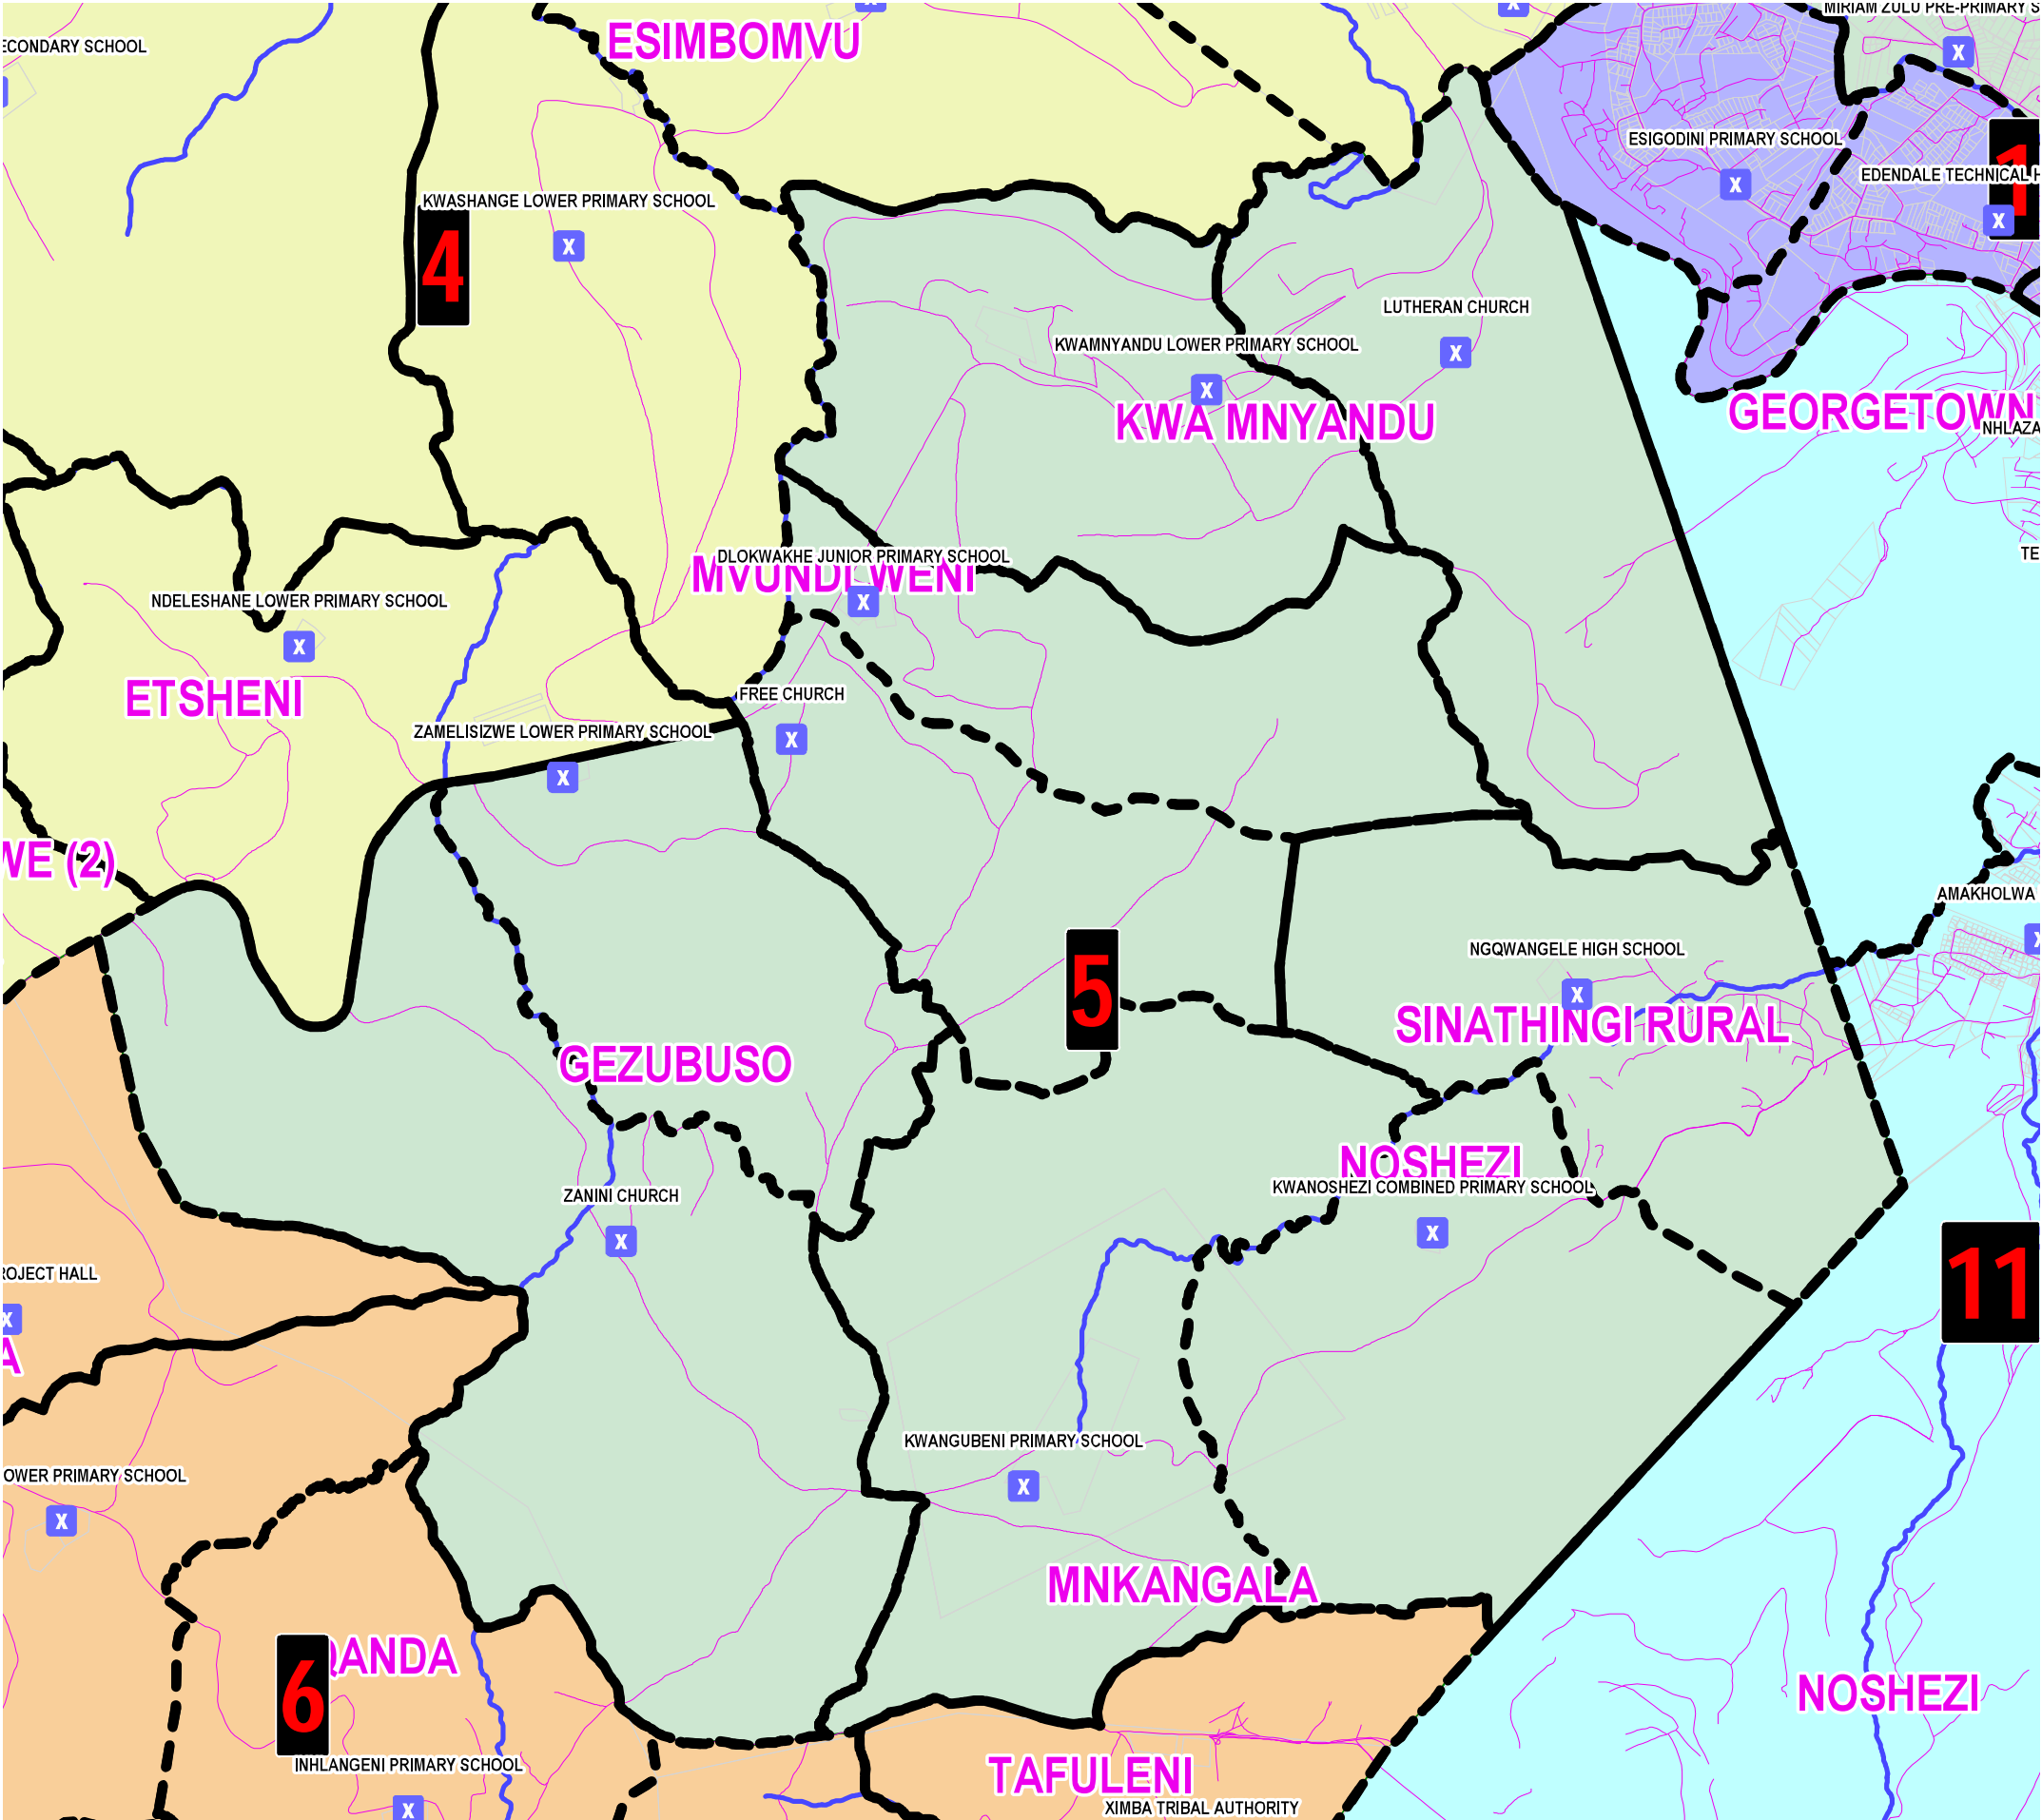 MIRIAM ZULU PRE-PRIMARY S
ESIMBOMVU
ECONDARY SCHOOL
X
ESIGODINI PRIMARY SCHOOL
X
1
EDENDALE TECHNICAL H
X
KWASHANGE LOWER PRIMARY SCHOOL
X
4
LUTHERAN CHURCH
X
KWAMNYANDU LOWER PRIMARY SCHOOL
X
KWA MNYANDU
GEORGETOWN
NHLAZA
TE
DLOKWAKHE JUNIOR PRIMARY SCHOOL
MVUNDLWENI
X
NDELESHANE LOWER PRIMARY SCHOOL
X
ETSHENI
FREE CHURCH
X
ZAMELISIZWE LOWER PRIMARY SCHOOL
X
WE (2)
AMAKHOLWA
X
NGQWANGELE HIGH SCHOOL
X
5
SINATHINGI RURAL
GEZUBUSO
NOSHEZI
KWANOSHEZI COMBINED PRIMARY SCHOOL
X
ZANINI CHURCH
X
ROJECT HALL
X
A
11
KWANGUBENI PRIMARY SCHOOL
X
OWER PRIMARY SCHOOL
X
MNKANGALA
QANDA
6
NOSHEZI
INHLANGENI PRIMARY SCHOOL
X
TAFULENI
XIMBA TRIBAL AUTHORITY